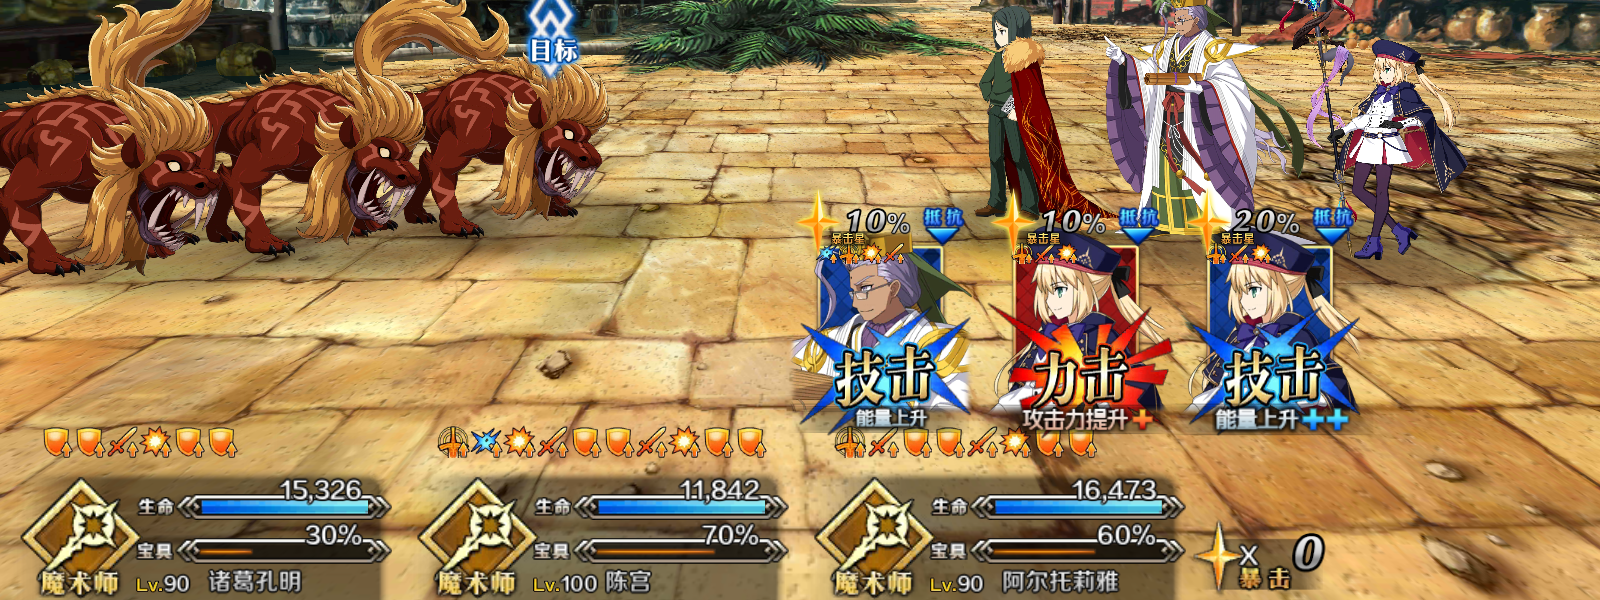 目标
10%
抵抗
暴击星
10%
抵抗
暴击星
20%
抵抗
暴击星
技击
能量上升
力击
攻击力提升+
技击
能量上升++
生命
15,326
宝具
30%
魔术师
Lv.90 诸葛孔明
生命
11,842
宝具
70%
魔术师
Lv.100 陈宫
生命
16,473
宝具
60%
魔术师
Lv.90 阿尔托莉雅
x 0
暴击